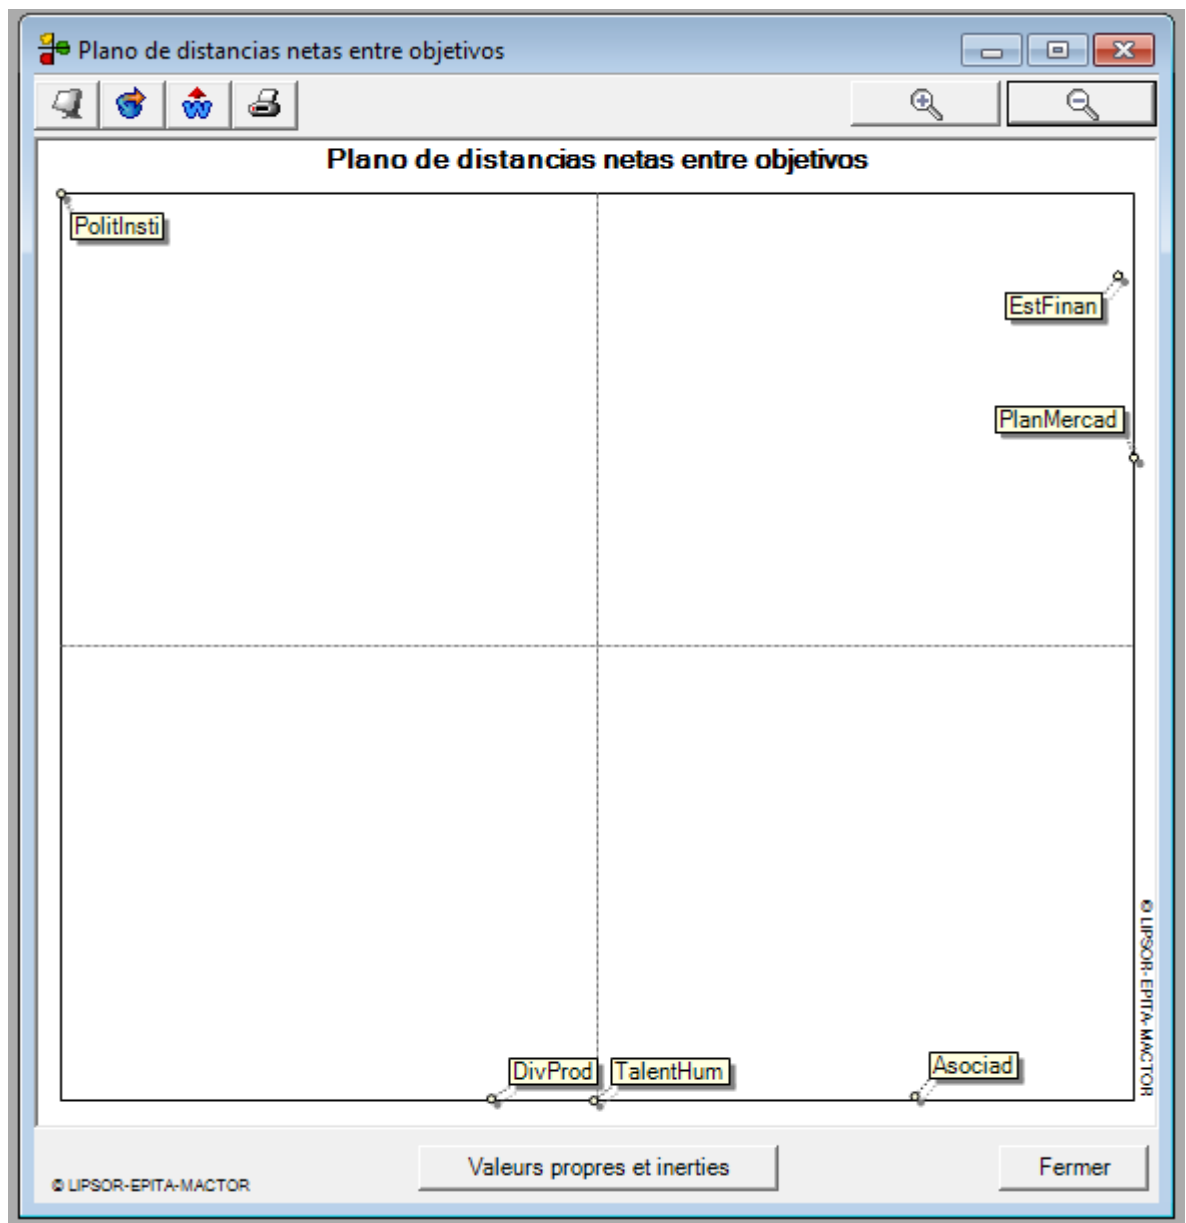 Plano de distancias netas entre objetivos
Plano de distancias netas entre objetivos
PolitInsti
EstFinan
PlanMercad
DivProd
TalentHum
Asociad
© LIPSOR-EPITA-MACTOR
Valeurs propres et inerties
Fermer
© LIPSOR-EPITA-MACTOR